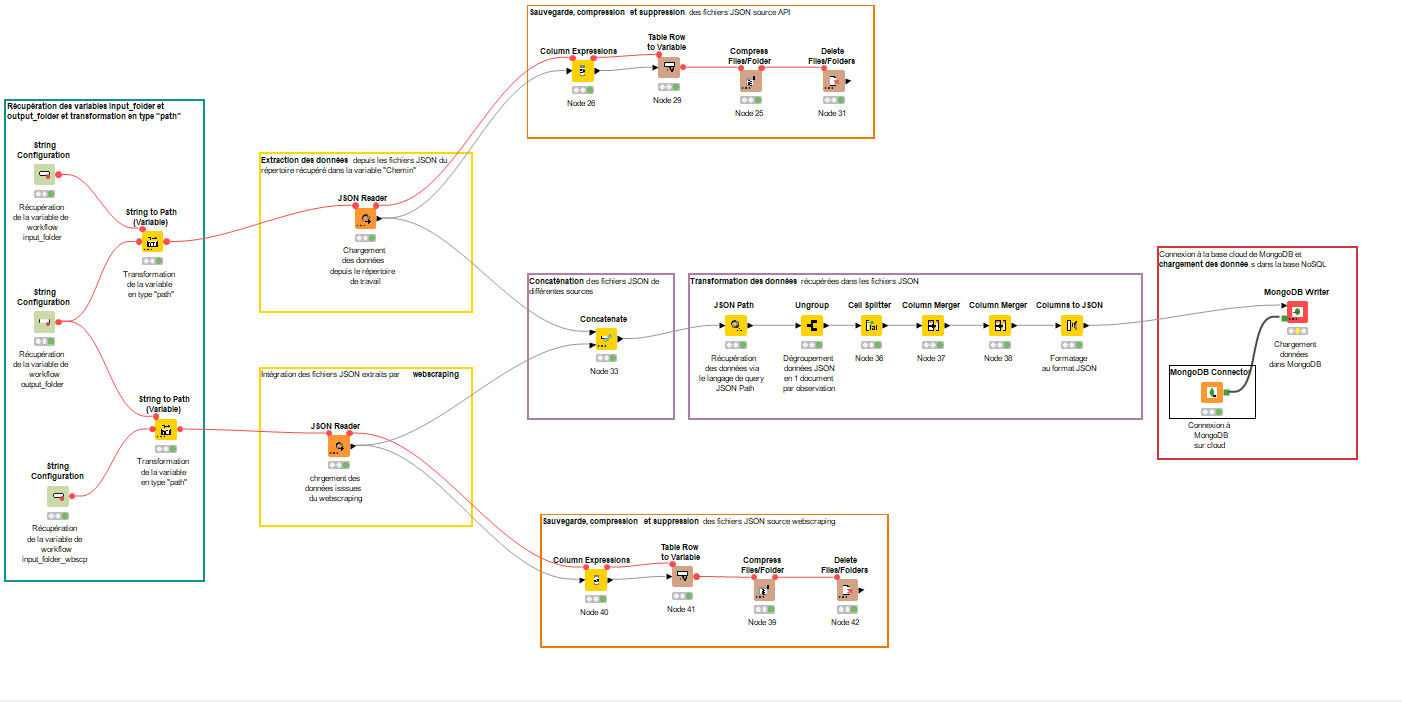 Sauvegarde, compression et suppression des fichiers JSON source API
Column Expressions
Node 26
Table Row
to Variable
Node 29
Compress
Files/Folder
Node 25
Delete
Files/Folders
Node 31
Récupération des variables input_folder et
output_folder et transformation en type "path"
String
Configuration
Récupération
de la variable de
workflow
input_folder
String to Path
(Variable)
Transformation
de la variable
en type "path"
String
Configuration
Récupération
de la variable de
workflow
output_folder
String to Path
(Variable)
Transformation
de la variable
en type "path"
String
Configuration
Récupération
de la variable de
workflow
input_folder_wbscp
Extraction des données depuis les fichiers JSON du
répertoire récupéré dans la variable "Chemin"
JSON Reader
Chargement
des données
depuis le répertoire
de travail
Intégration des fichiers JSON extraits par webscraping
JSON Reader
chrgement des
données isssues
du webscraping
Concaténation des fichiers JSON de
différentes sources
Concatenate
Node 33
Transformation des données récupérées dans les fichiers JSON
JSON Path
Récupération
des données via
le langage de query
JSON Path
Ungroup
Dégroupement
données JSON
en 1 document
par observation
Cell Splitter
Node 36
Column Merger
Node 37
Column Merger
Node 38
Columns to JSON
Formatage
au format JSON
Connexion à la base cloud de MongoDB et
chargement des donnée s dans la base NoSQL
MongoDB Writer
Chargement
données
dans MongoDB
MongoDB Connector
Connexion à
MongoDB
sur cloud
Sauvegarde, compression et suppression des fichiers JSON source webscraping
Column Expressions
Node 40
Table Row
to Variable
Node 41
Compress
Files/Folder
Node 39
Delete
Files/Folders
Node 42